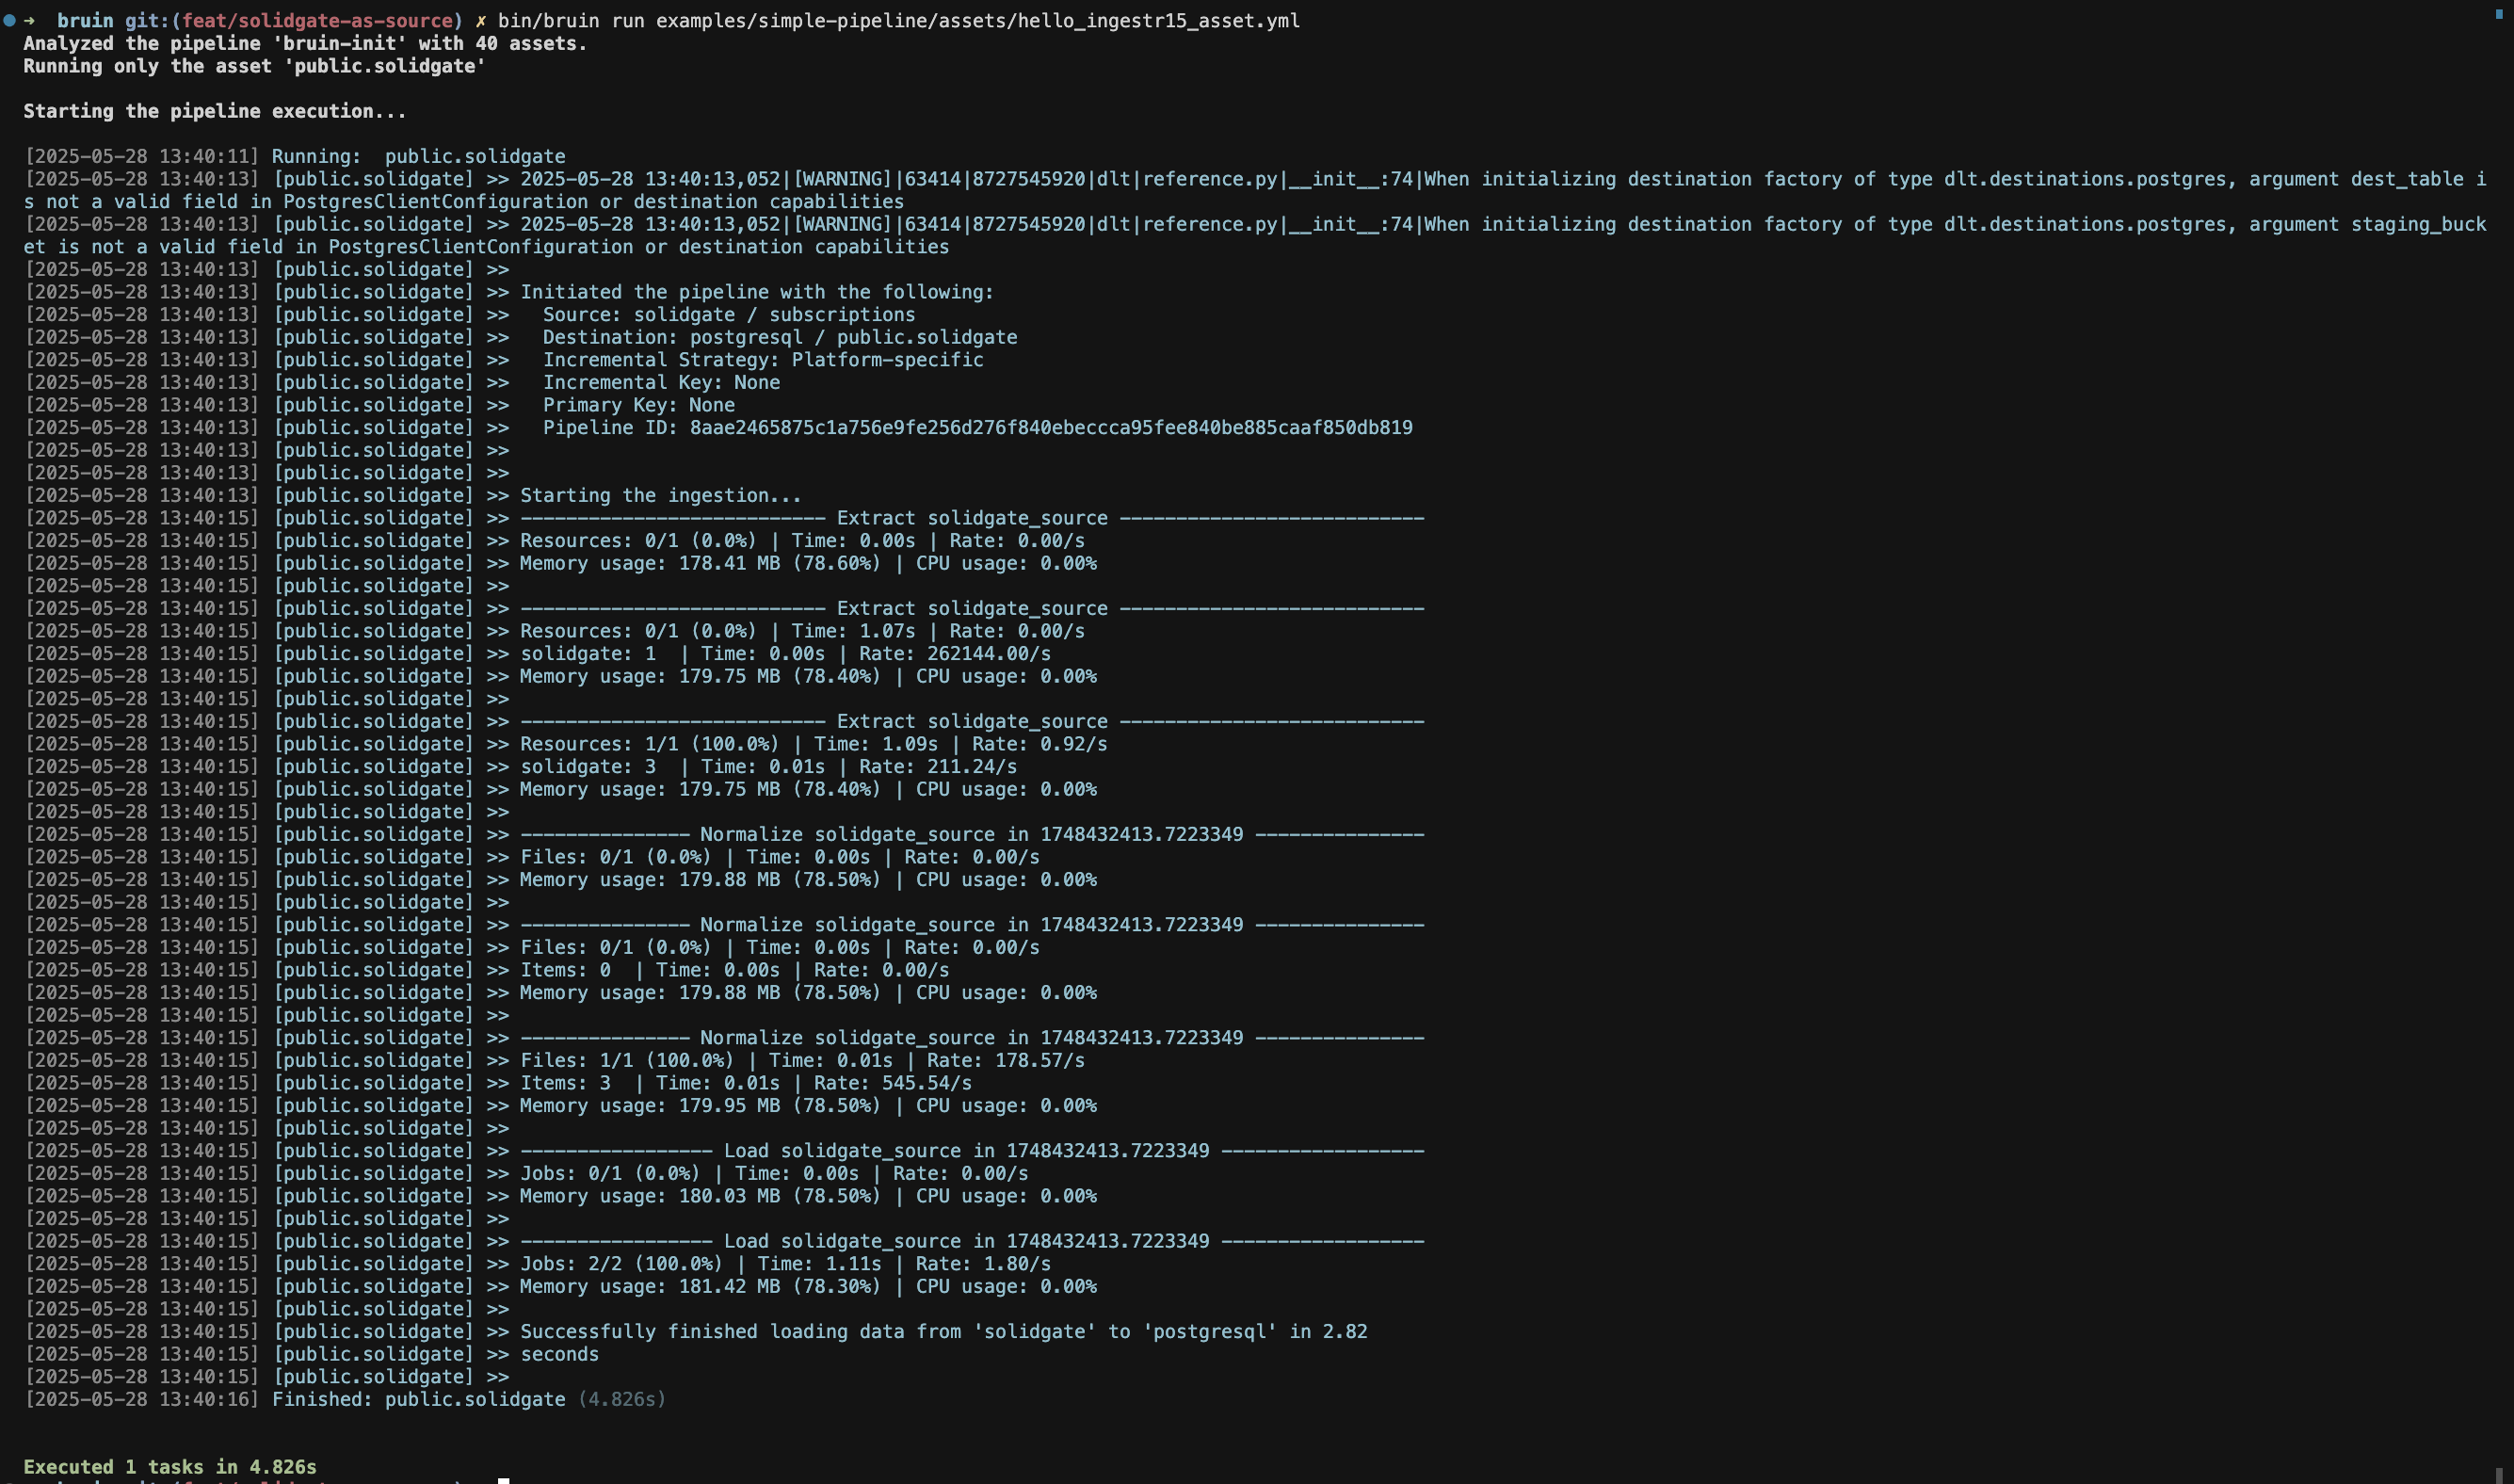 ➜  bruin git:(feat/solidgate-as-source) ✗ bin/bruin run examples/simple-pipeline/assets/hello_ingestr15_asset.yml
Analyzed the pipeline 'bruin-init' with 40 assets.
Running only the asset 'public.solidgate'
Starting the pipeline execution...
[2025-05-28 13:40:11] Running:  public.solidgate
[2025-05-28 13:40:13] [public.solidgate] >> 2025-05-28 13:40:13,052|[WARNING]|63414|8727545920|dlt|reference.py|__init__:74|When initializing destination factory of type dlt.destinations.postgres, argument dest_table i
s not a valid field in PostgresClientConfiguration or destination capabilities
[2025-05-28 13:40:13] [public.solidgate] >> 2025-05-28 13:40:13,052|[WARNING]|63414|8727545920|dlt|reference.py|__init__:74|When initializing destination factory of type dlt.destinations.postgres, argument staging_buck
et is not a valid field in PostgresClientConfiguration or destination capabilities
[2025-05-28 13:40:13] [public.solidgate] >>
[2025-05-28 13:40:13] [public.solidgate] >> Initiated the pipeline with the following:
[2025-05-28 13:40:13] [public.solidgate] >>   Source: solidgate / subscriptions
[2025-05-28 13:40:13] [public.solidgate] >>   Destination: postgresql / public.solidgate
[2025-05-28 13:40:13] [public.solidgate] >>   Incremental Strategy: Platform-specific
[2025-05-28 13:40:13] [public.solidgate] >>   Incremental Key: None
[2025-05-28 13:40:13] [public.solidgate] >>   Primary Key: None
[2025-05-28 13:40:13] [public.solidgate] >>   Pipeline ID: 8aae2465875c1a756e9fe256d276f840ebeccca95fee840be885caaf850db819
[2025-05-28 13:40:13] [public.solidgate] >>
[2025-05-28 13:40:13] [public.solidgate] >>
[2025-05-28 13:40:13] [public.solidgate] >> Starting the ingestion...
[2025-05-28 13:40:15] [public.solidgate] >> --------------------------- Extract solidgate_source ---------------------------
[2025-05-28 13:40:15] [public.solidgate] >> Resources: 0/1 (0.0%) | Time: 0.00s | Rate: 0.00/s
[2025-05-28 13:40:15] [public.solidgate] >> Memory usage: 178.41 MB (78.60%) | CPU usage: 0.00%
[2025-05-28 13:40:15] [public.solidgate] >>
[2025-05-28 13:40:15] [public.solidgate] >> --------------------------- Extract solidgate_source ---------------------------
[2025-05-28 13:40:15] [public.solidgate] >> Resources: 0/1 (0.0%) | Time: 1.07s | Rate: 0.00/s
[2025-05-28 13:40:15] [public.solidgate] >> solidgate: 1  | Time: 0.00s | Rate: 262144.00/s
[2025-05-28 13:40:15] [public.solidgate] >> Memory usage: 179.75 MB (78.40%) | CPU usage: 0.00%
[2025-05-28 13:40:15] [public.solidgate] >>
[2025-05-28 13:40:15] [public.solidgate] >> --------------------------- Extract solidgate_source ---------------------------
[2025-05-28 13:40:15] [public.solidgate] >> Resources: 1/1 (100.0%) | Time: 1.09s | Rate: 0.92/s
[2025-05-28 13:40:15] [public.solidgate] >> solidgate: 3  | Time: 0.01s | Rate: 211.24/s
[2025-05-28 13:40:15] [public.solidgate] >> Memory usage: 179.75 MB (78.40%) | CPU usage: 0.00%
[2025-05-28 13:40:15] [public.solidgate] >>
[2025-05-28 13:40:15] [public.solidgate] >> --------------- Normalize solidgate_source in 1748432413.7223349 ---------------
[2025-05-28 13:40:15] [public.solidgate] >> Files: 0/1 (0.0%) | Time: 0.00s | Rate: 0.00/s
[2025-05-28 13:40:15] [public.solidgate] >> Memory usage: 179.88 MB (78.50%) | CPU usage: 0.00%
[2025-05-28 13:40:15] [public.solidgate] >>
[2025-05-28 13:40:15] [public.solidgate] >> --------------- Normalize solidgate_source in 1748432413.7223349 ---------------
[2025-05-28 13:40:15] [public.solidgate] >> Files: 0/1 (0.0%) | Time: 0.00s | Rate: 0.00/s
[2025-05-28 13:40:15] [public.solidgate] >> Items: 0  | Time: 0.00s | Rate: 0.00/s
[2025-05-28 13:40:15] [public.solidgate] >> Memory usage: 179.88 MB (78.50%) | CPU usage: 0.00%
[2025-05-28 13:40:15] [public.solidgate] >>
[2025-05-28 13:40:15] [public.solidgate] >> --------------- Normalize solidgate_source in 1748432413.7223349 ---------------
[2025-05-28 13:40:15] [public.solidgate] >> Files: 1/1 (100.0%) | Time: 0.01s | Rate: 178.57/s
[2025-05-28 13:40:15] [public.solidgate] >> Items: 3  | Time: 0.01s | Rate: 545.54/s
[2025-05-28 13:40:15] [public.solidgate] >> Memory usage: 179.95 MB (78.50%) | CPU usage: 0.00%
[2025-05-28 13:40:15] [public.solidgate] >>
[2025-05-28 13:40:15] [public.solidgate] >> ----------------- Load solidgate_source in 1748432413.7223349 ------------------
[2025-05-28 13:40:15] [public.solidgate] >> Jobs: 0/1 (0.0%) | Time: 0.00s | Rate: 0.00/s
[2025-05-28 13:40:15] [public.solidgate] >> Memory usage: 180.03 MB (78.50%) | CPU usage: 0.00%
[2025-05-28 13:40:15] [public.solidgate] >>
[2025-05-28 13:40:15] [public.solidgate] >> ----------------- Load solidgate_source in 1748432413.7223349 ------------------
[2025-05-28 13:40:15] [public.solidgate] >> Jobs: 2/2 (100.0%) | Time: 1.11s | Rate: 1.80/s
[2025-05-28 13:40:15] [public.solidgate] >> Memory usage: 181.42 MB (78.30%) | CPU usage: 0.00%
[2025-05-28 13:40:15] [public.solidgate] >>
[2025-05-28 13:40:15] [public.solidgate] >> Successfully finished loading data from 'solidgate' to 'postgresql' in 2.82
[2025-05-28 13:40:15] [public.solidgate] >> seconds
[2025-05-28 13:40:15] [public.solidgate] >>
[2025-05-28 13:40:16] Finished: public.solidgate (4.826s)
Executed 1 tasks in 4.826s